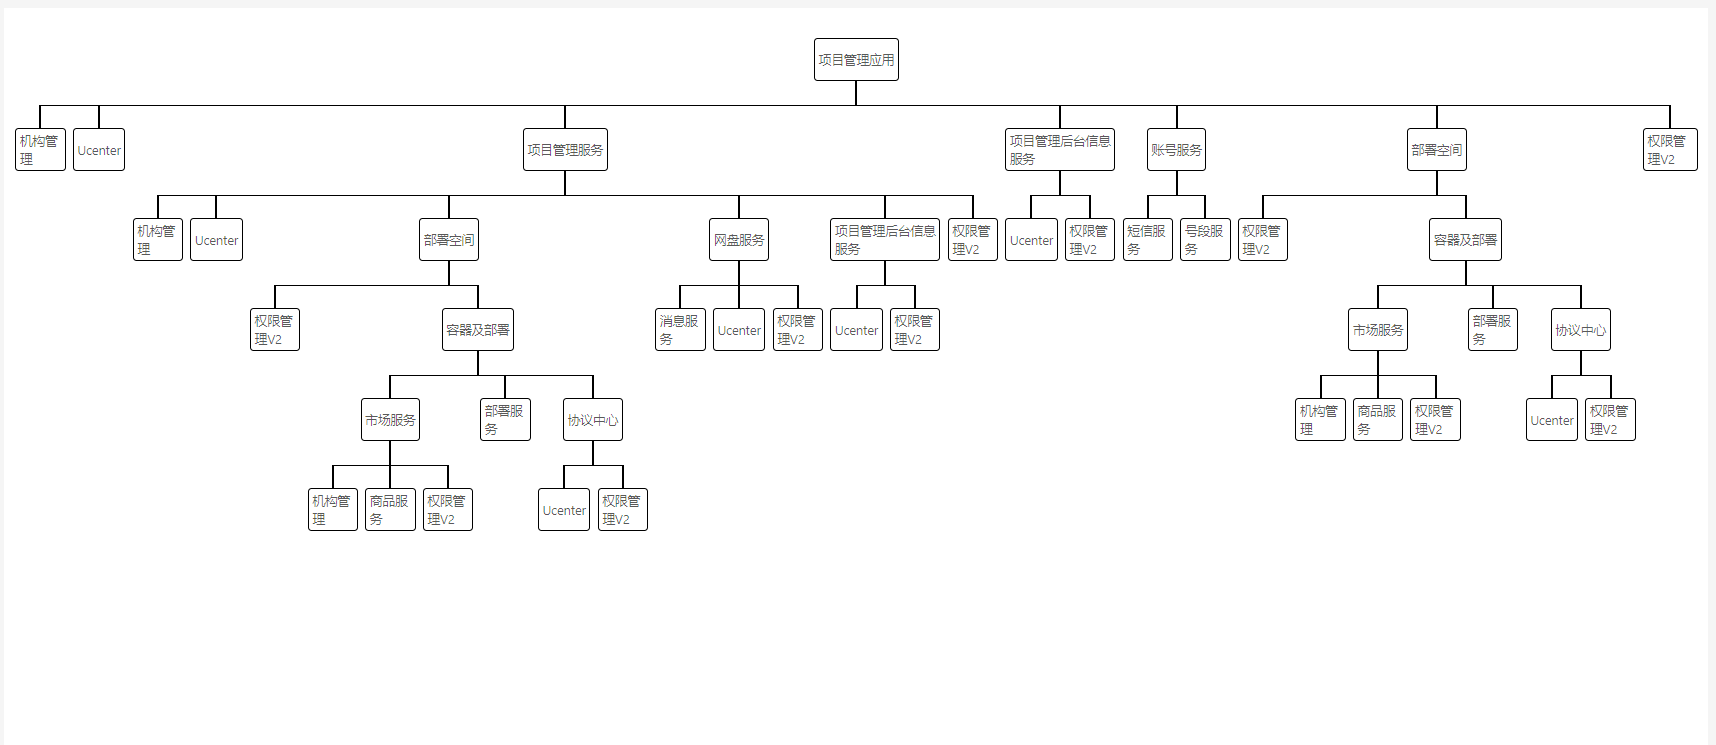 项目管理应用
机构管
理
Ucenter
项目管理服务
项目管理后台信息
服务
账号服务
部署空间
权限管
理V2
机构管
理
Ucenter
部署空间
网盘服务
项目管理后台信息
服务
权限管
理V2
Ucenter
权限管
理V2
短信服
务
号段服
务
权限管
理V2
容器及部署
权限管
理V2
容器及部署
消息服
务
Ucenter
权限管
理V2
Ucenter
权限管
理V2
市场服务
部署服
务
协议中心
市场服务
部署服
务
协议中心
机构管
理
商品服
务
权限管
理V2
Ucenter
权限管
理V2
机构管
理
商品服
务
权限管
理V2
Ucenter
权限管
理V2